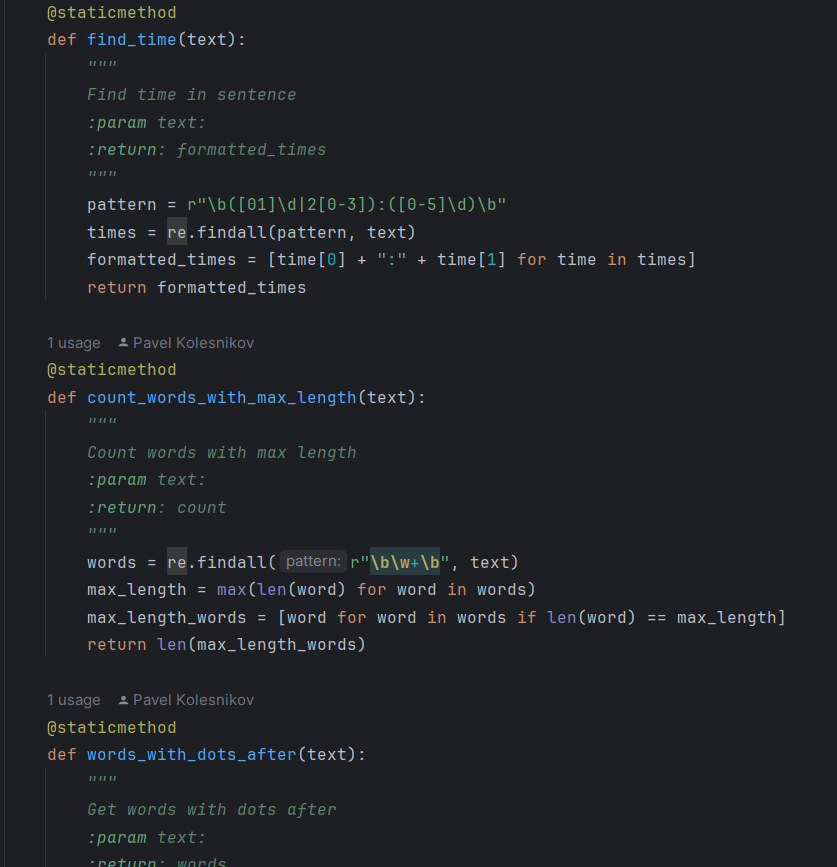 @staticmethod
def find_time(text):
"""
Find time in sentence
:param text:
:return: formatted_times
"""
pattern = r"\b([01]\d|2[0-3]):([0-5]\d)\b"
times = re.findall(pattern, text)
formatted_times = [time[0] + ":" + time[1] for time in times]
return formatted_times
1 usage Pavel Kolesnikov
@staticmethod
def count_words_with_max_length(text):
"""
Count words with max length
:param text:
:return: count
"""
words = re.findall( pattern: r"\b\w+\b", text)
max_length = max(len(word) for word in words)
max_length_words = [word for word in words if len(word) == max_length]
return len(max_length_words)
1 usage Pavel Kolesnikov
@staticmethod
def words_with_dots_after(text):
"""
Get words with dots after
:param text:
:return: words